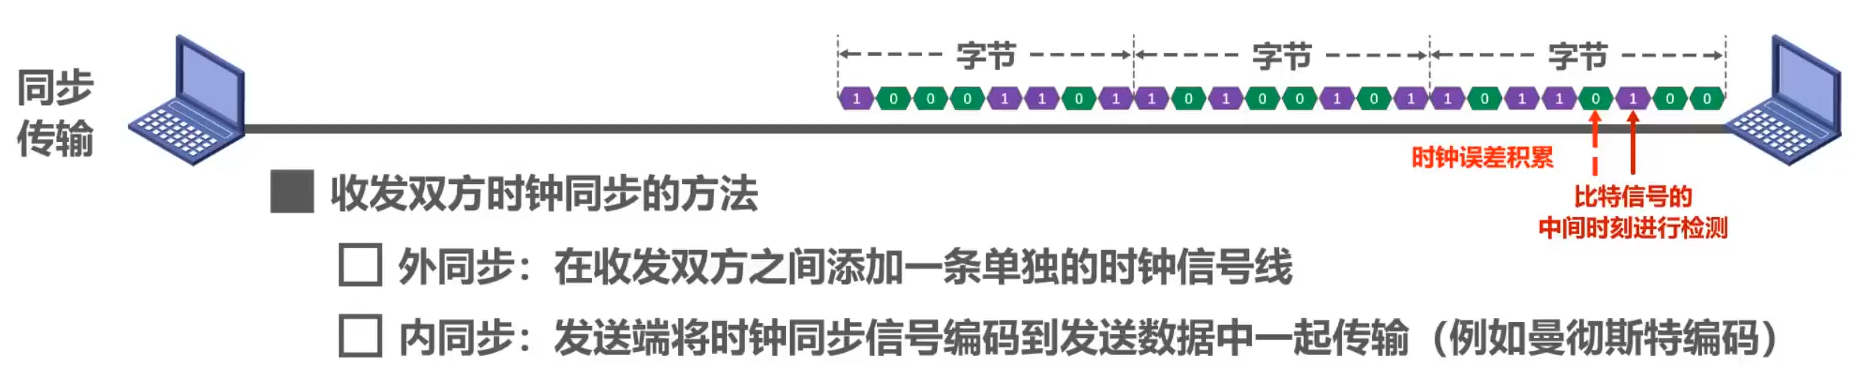 同步
传输
字节 字节 字节
1 0 0 0 1 1 0 1 1 0 1 0 0 1 0 1 1 0 1 1 0 1 0 0
时钟误差积累
比特信号的
中间时刻进行检测
收发双方时钟同步的方法
外同步：在收发双方之间添加一条单独的时钟信号线
内同步：发送端将时钟同步信号编码到发送数据中一起传输（例如曼彻斯特编码）